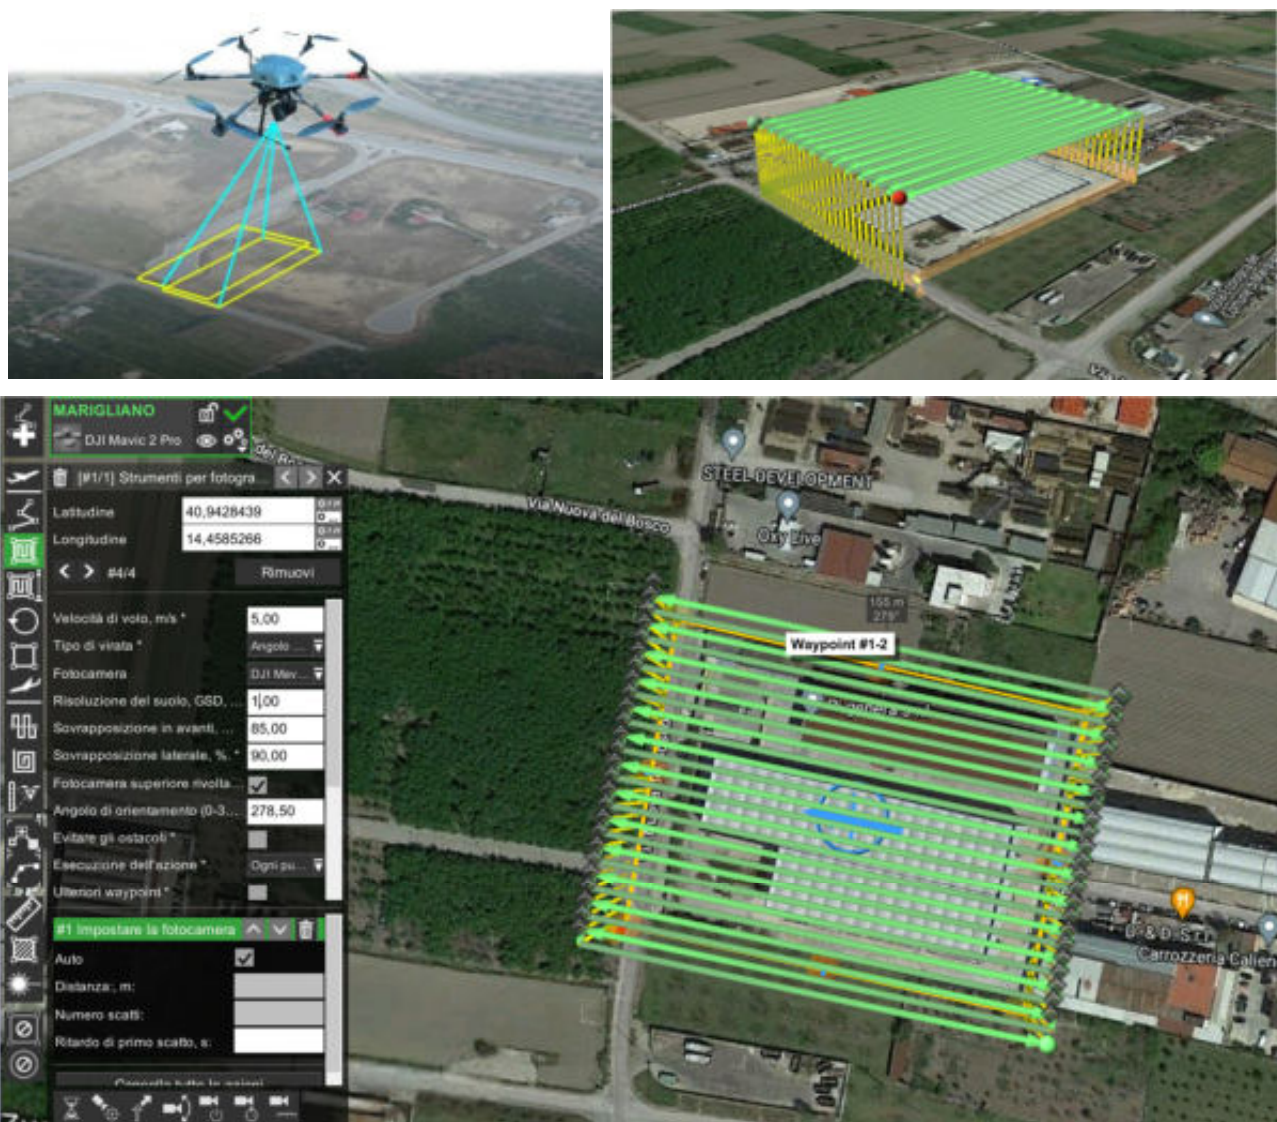 MARIGLIANO
DJI Mavic 2 Pro
[#1/1] Strumenti per fotogra...
Latitudine 40,9428439
Longitudine 14,4585266
#4/4 Rimuovi
Velocità di volo, m/s * 5,00
Tipo di virata * Angolo ...
Fotocamera DJI Mav...
Risoluzione del suolo, GSD, ... 1,00
Sovrapposizione in avanti, ... 85,00
Sovrapposizione laterale, %. * 90,00
Fotocamera superiore rivolta...
Angolo di orientamento (0-3... 278,50
Evitare gli ostacoli *
Esecuzione dell'azione * Ogni pu...
Ulteriori waypoint *
#1 Impostare la fotocamera
Auto
Distanza:, m:
Numero scatti:
Ritardo di primo scatto, s:
STEEL DEVELOPMENT
Via Nuova del Bosco
Oxy Live
155 m
279°
Waypoint #1-2
D. & D. S.r.l.
Carrozzeria Calien